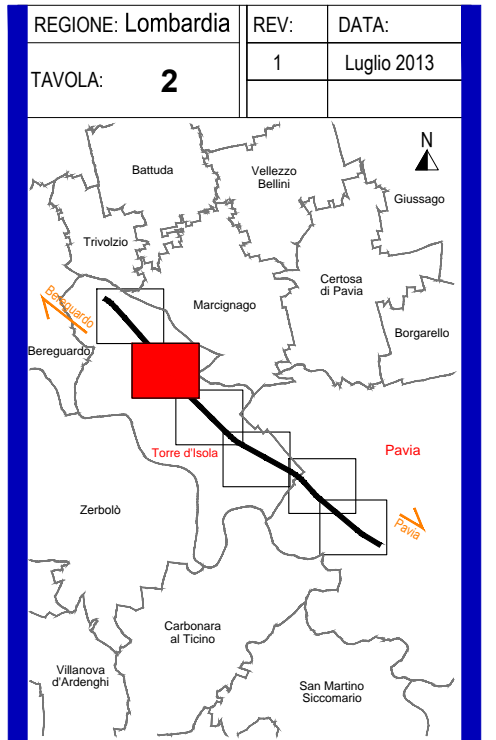 REGIONE: Lombardia
REV:
DATA:
TAVOLA: 2
1
Luglio 2013
N
Battuda
Vellezzo
Bellini
Giussago
Trivolzio
Certosa
di Pavia
Bereguardo
Marcignago
Borgarello
Bereguardo
Torre d'Isola
Pavia
Zerbolò
Pavia
Carbonara
al Ticino
Villanova
d'Ardenghi
San Martino
Siccomario